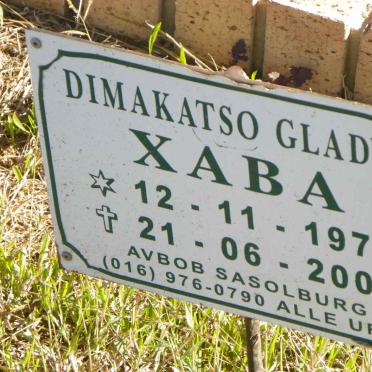 DIMAKATSO GLAD
XABA
12 - 11 - 197
21 - 06 - 200
AVBOB SASOLBURG
(016) 976-0790 ALLE U